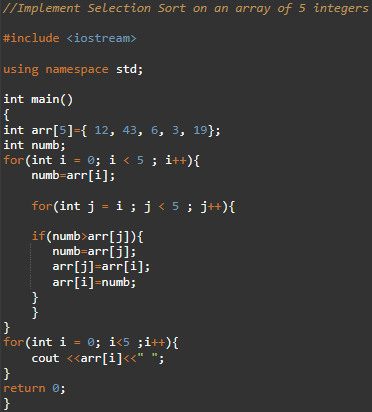 //Implement Selection Sort on an array of 5 integers
#include <iostream>
using namespace std;
int main()
{
int arr[5]={ 12, 43, 6, 3, 19};
int numb;
for(int i = 0; i < 5 ; i++){
numb=arr[i];
for(int j = i ; j < 5 ; j++){
if(numb>arr[j]){
numb=arr[j];
arr[j]=arr[i];
arr[i]=numb;
}
}
}
for(int i = 0; i<5 ;i++){
cout <<arr[i]<<" ";
}
return 0;
}